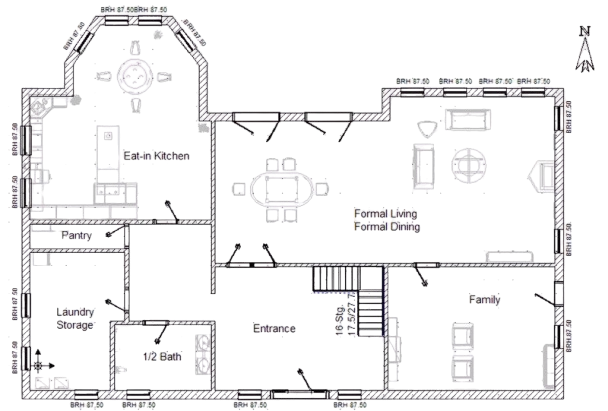 BRH 87.50 BRH 87.50
BRH 87.50
BRH 87.50
N
BRH 87.50 BRH 87.50 BRH 87.50 BRH 87.50
BRH 87.50
BRH 87.50
Eat-in Kitchen
BRH 87.50
Formal Living
Formal Dining
Pantry
BRH 87.50
BRH 87.50
Laundry
Storage
16 Stg.
17.5/27.7
Entrance
Family
BRH 87.50
1/2 Bath
BRH 87.50
BRH 87.50
BRH 87.50
BRH 87.50
BRH 87.50